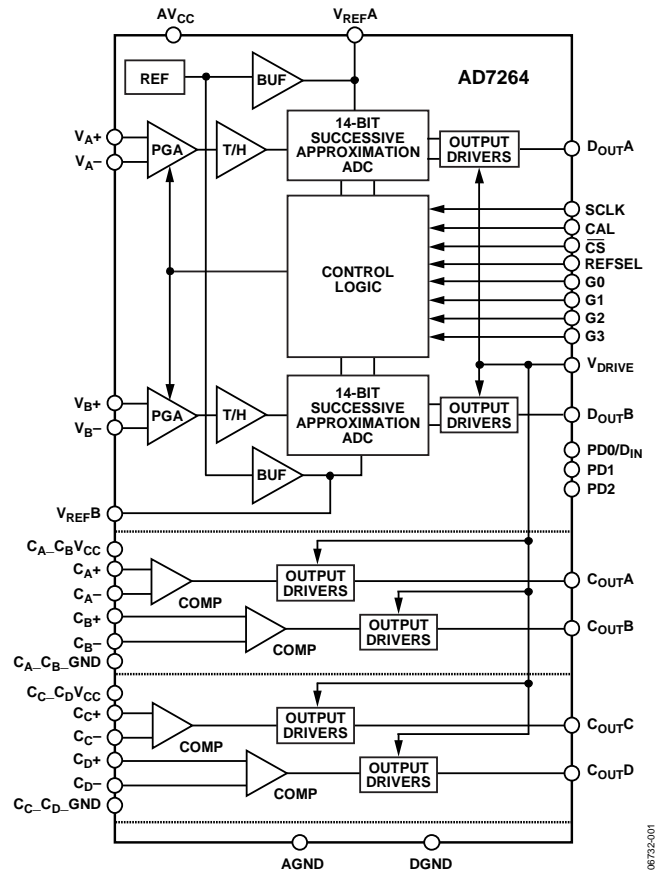 AVCC
VREFA
REF
BUF
AD7264
VA+
VA–
PGA
T/H
14-BIT
SUCCESSIVE
APPROXIMATION
ADC
OUTPUT
DRIVERS
DOUTA
SCLK
CAL
CS
REFSEL
G0
G1
G2
G3
CONTROL
LOGIC
VDRIVE
VB+
VB–
PGA
T/H
14-BIT
SUCCESSIVE
APPROXIMATION
ADC
OUTPUT
DRIVERS
DOUTB
PD0/DIN
PD1
PD2
BUF
VREFB
CA_CBVCC
CA+
CA–
COMP
OUTPUT
DRIVERS
COUTA
CB+
CB–
COMP
OUTPUT
DRIVERS
COUTB
CA_CB_GND
CC_CDVCC
CC+
CC–
COMP
OUTPUT
DRIVERS
COUTC
CD+
CD–
COMP
OUTPUT
DRIVERS
COUTD
CC_CD_GND
AGND
DGND
06732-001